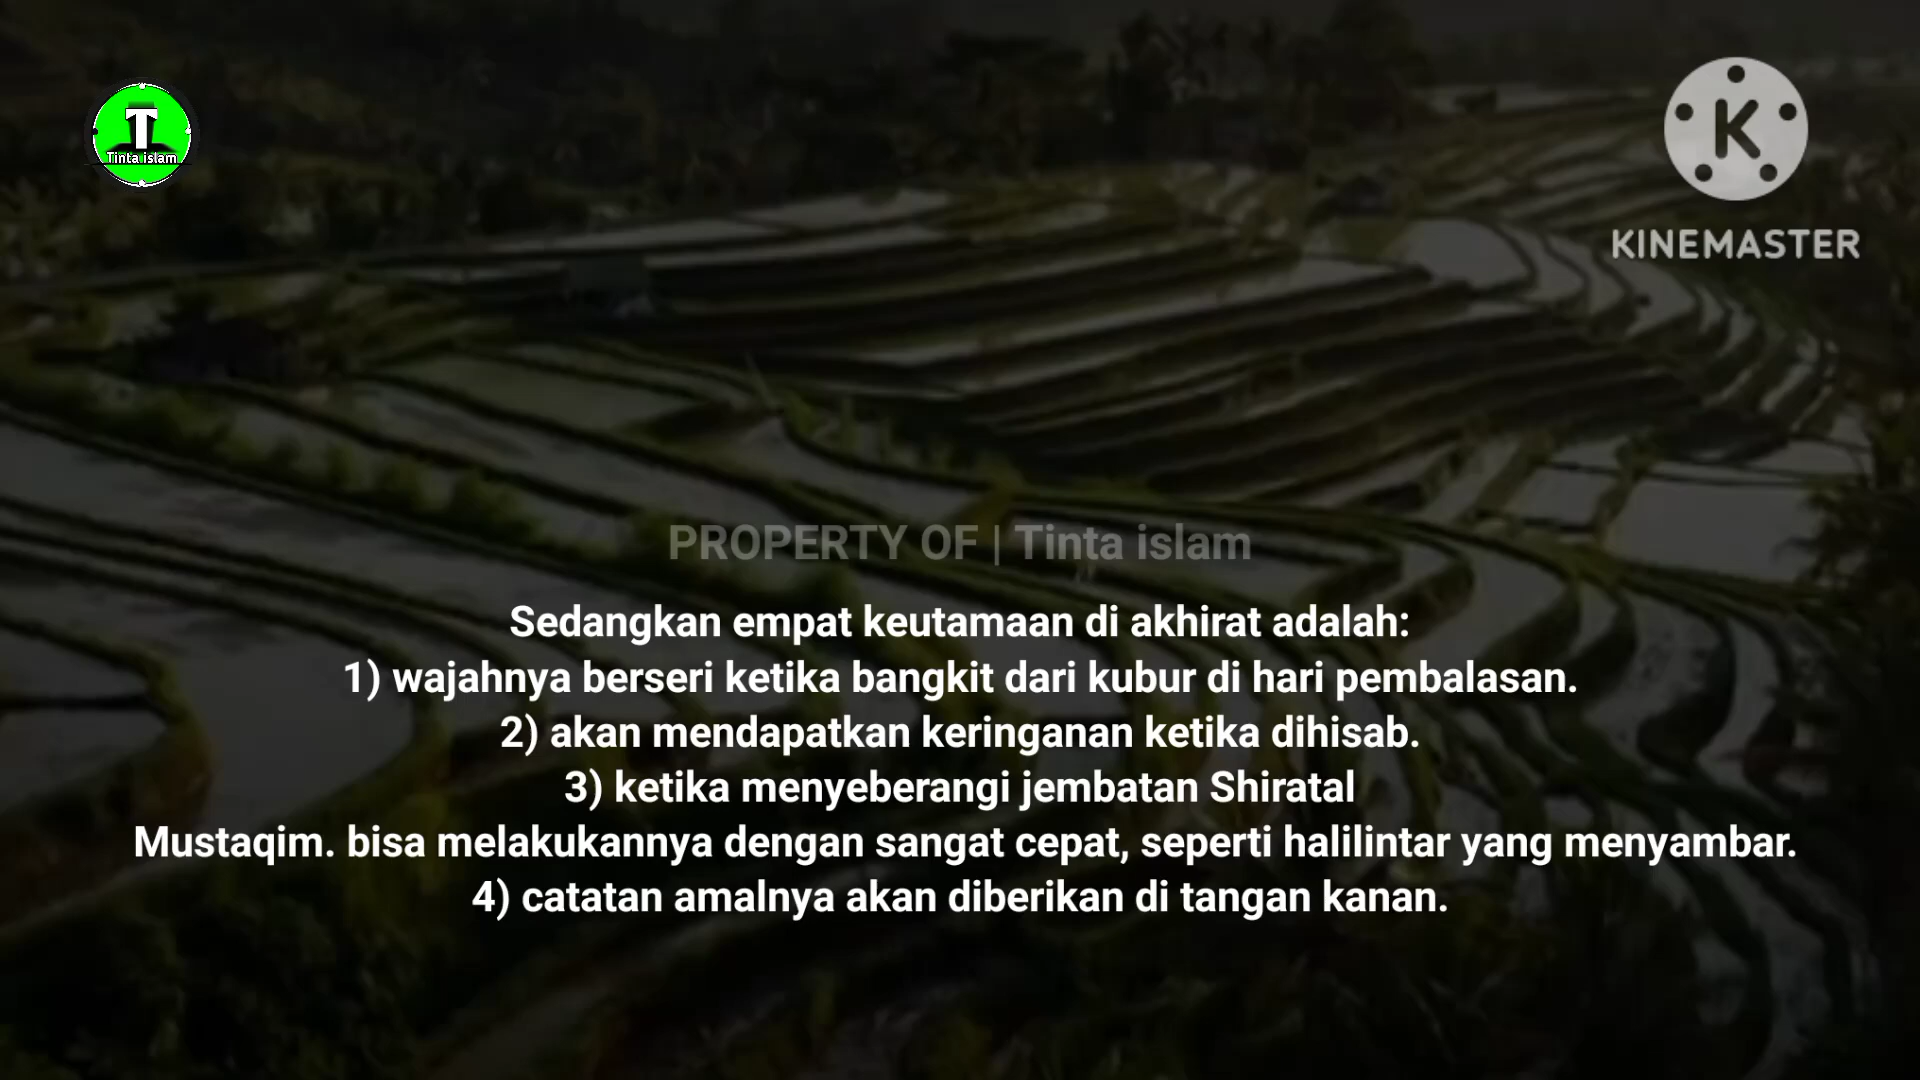 T
Tinta islam
K
KINEMASTER
PROPERTY OF | Tinta islam
Sedangkan empat keutamaan di akhirat adalah:
1) wajahnya berseri ketika bangkit dari kubur di hari pembalasan.
2) akan mendapatkan keringanan ketika dihisab.
3) ketika menyeberangi jembatan Shiratal
Mustaqim. bisa melakukannya dengan sangat cepat, seperti halilintar yang menyambar.
4) catatan amalnya akan diberikan di tangan kanan.